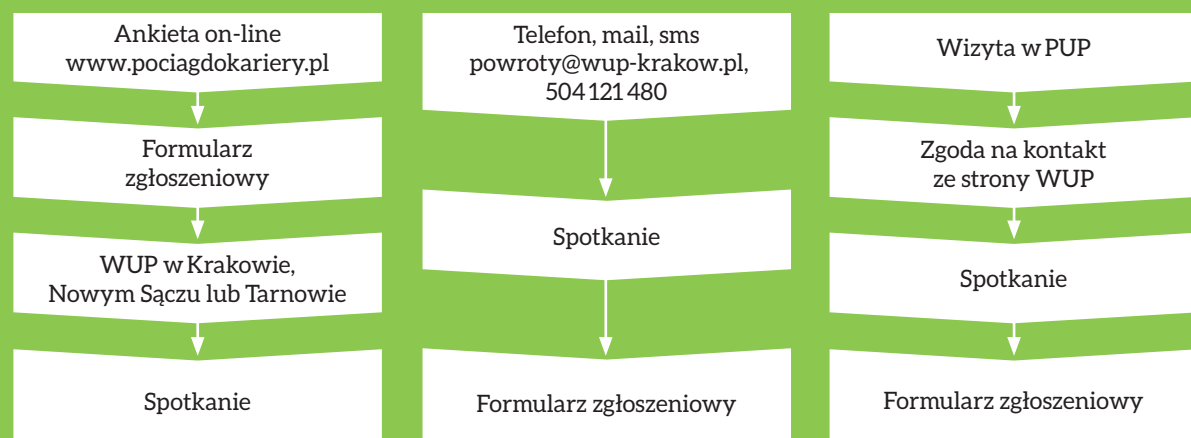 Ankieta on-line
www.pociagdokariery.pl
Formularz
zgłoszeniowy
WUP w Krakowie,
Nowym Sączu lub Tarnowie
Spotkanie
Telefon, mail, sms
powroty@wup-krakow.pl,
504 121 480
Spotkanie
Formularz zgłoszeniowy
Wizyta w PUP
Zgoda na kontakt
ze strony WUP
Spotkanie
Formularz zgłoszeniowy